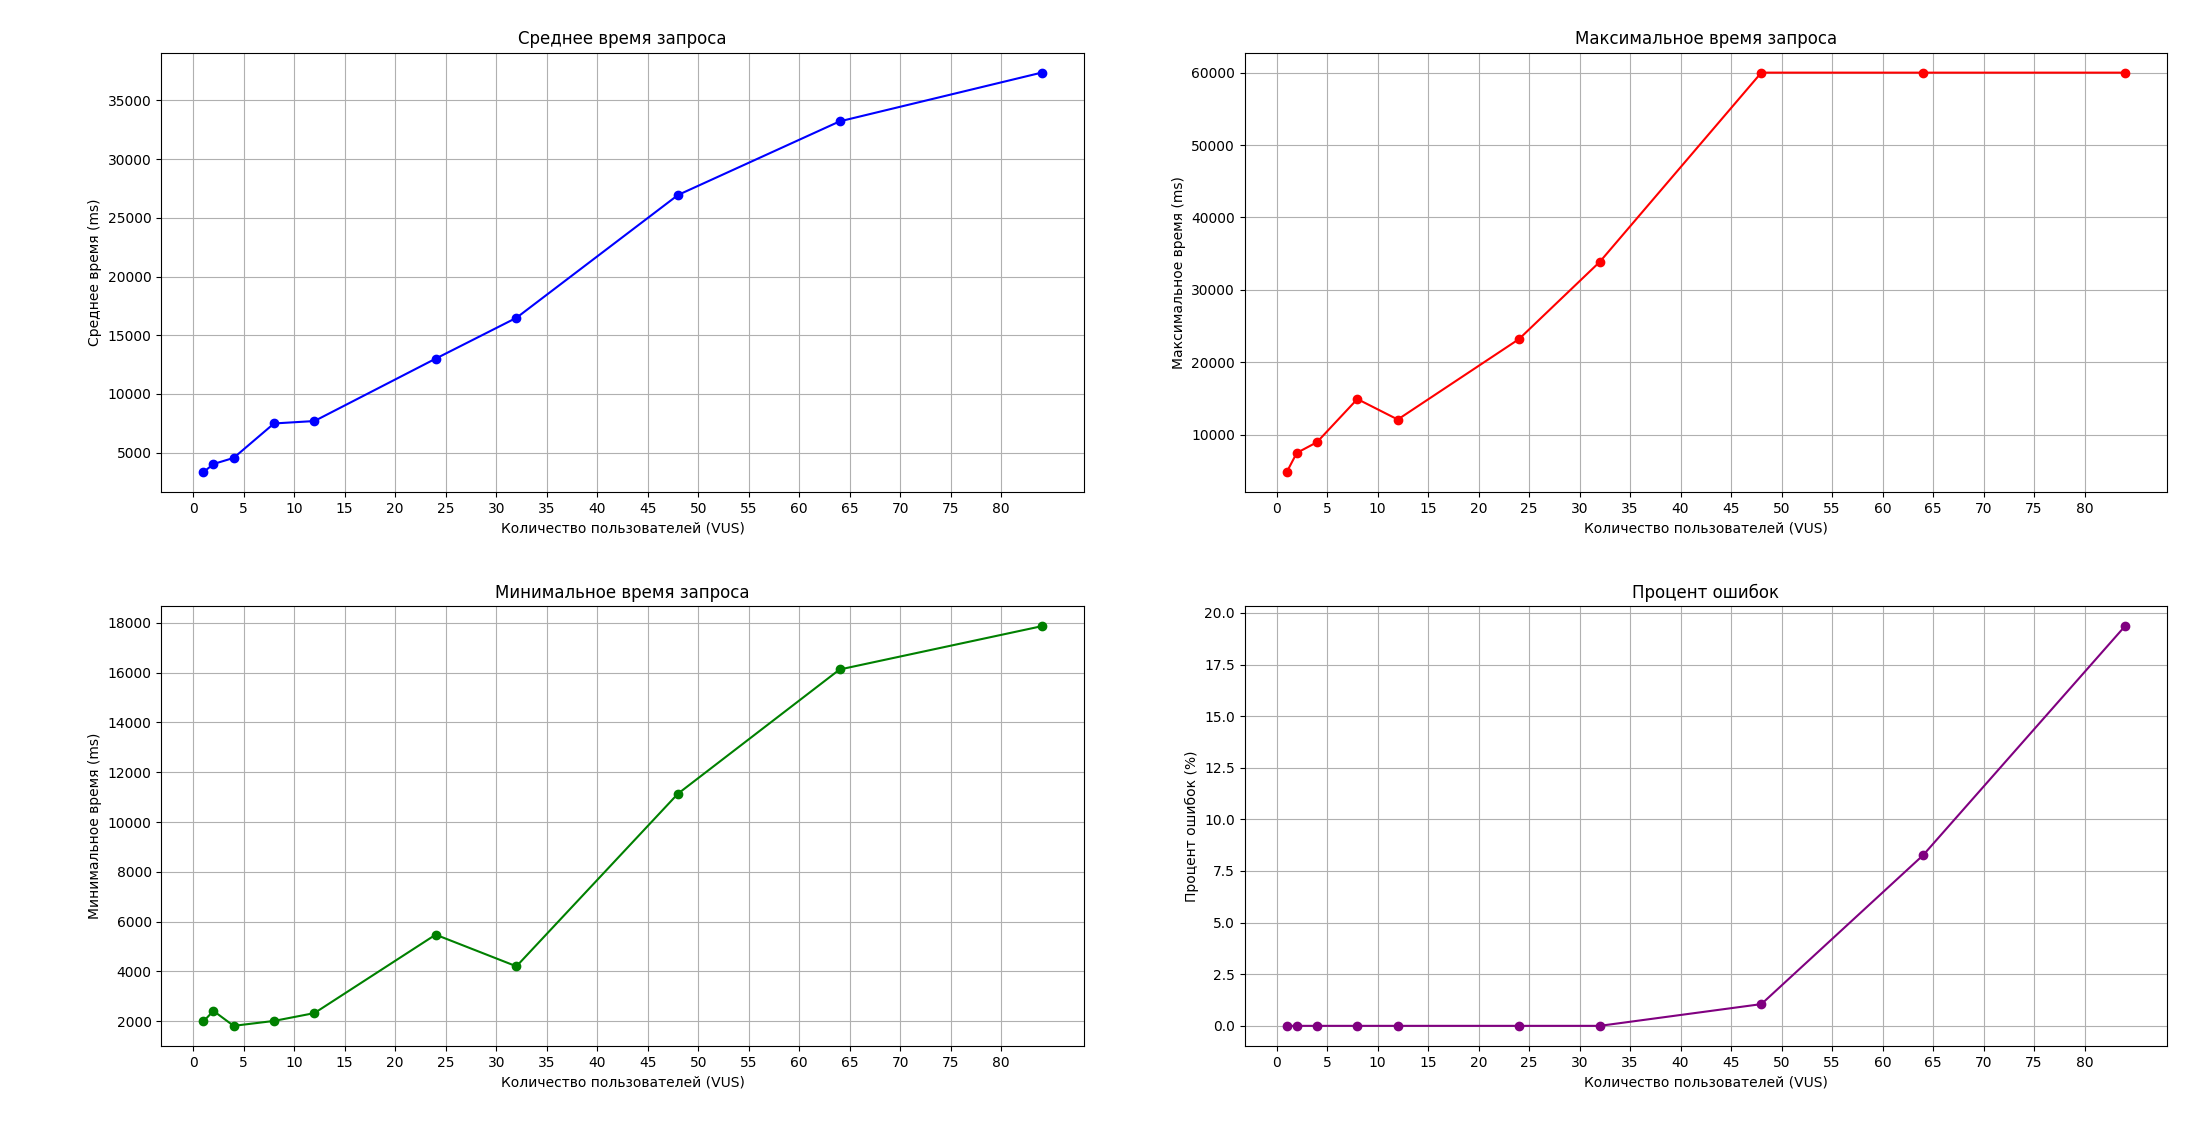 Среднее время запроса
Среднее время (ms)
35000
30000
25000
20000
15000
10000
5000
0 5 10 15 20 25 30 35 40 45 50 55 60 65 70 75 80
Количество пользователей (VUS)
Максимальное время запроса
Максимальное время (ms)
60000
50000
40000
30000
20000
10000
0 5 10 15 20 25 30 35 40 45 50 55 60 65 70 75 80
Количество пользователей (VUS)
Минимальное время запроса
Минимальное время (ms)
18000
16000
14000
12000
10000
8000
6000
4000
2000
0 5 10 15 20 25 30 35 40 45 50 55 60 65 70 75 80
Количество пользователей (VUS)
Процент ошибок
Процент ошибок (%)
20.0
17.5
15.0
12.5
10.0
7.5
5.0
2.5
0.0
0 5 10 15 20 25 30 35 40 45 50 55 60 65 70 75 80
Количество пользователей (VUS)